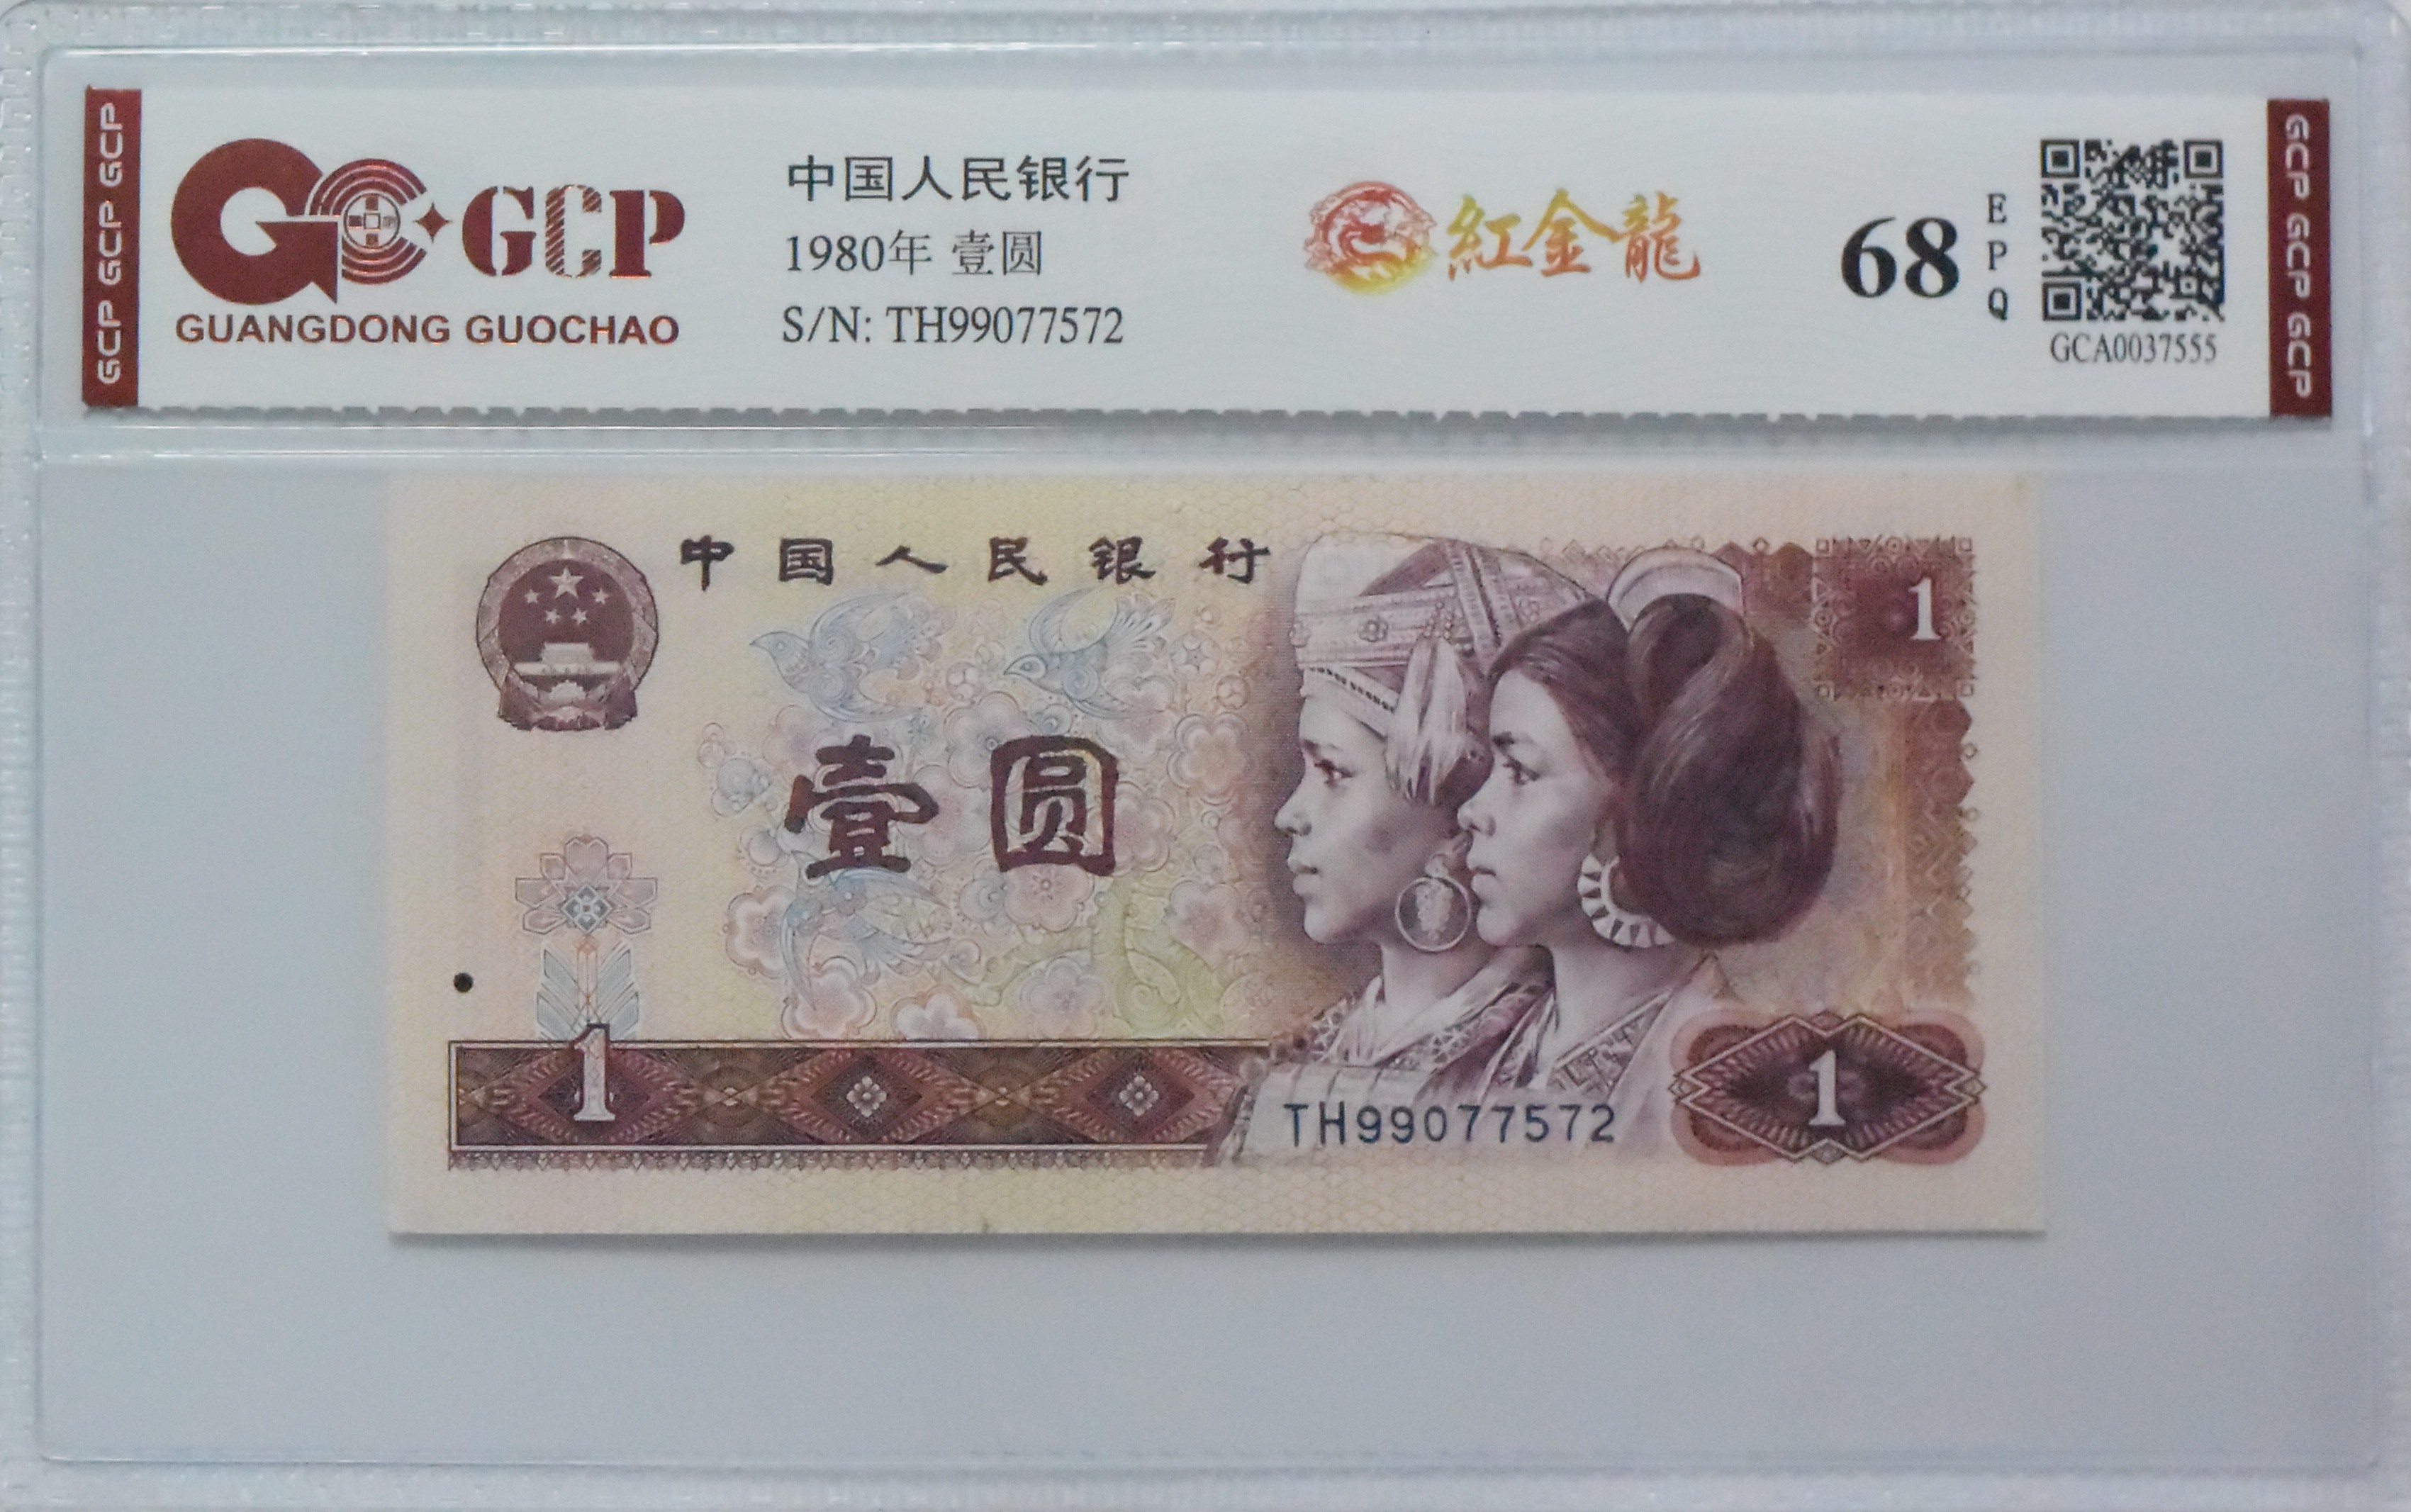 GCP GCP GCP
GCP
GUANGDONG GUOCHAO
中国人民银行
1980年 壹圆
S/N: TH99077572
紅金龍
68
EPQ
GCA0037555
GCP GCP GCP
中国人民银行
1
壹圆
1
TH99077572
1